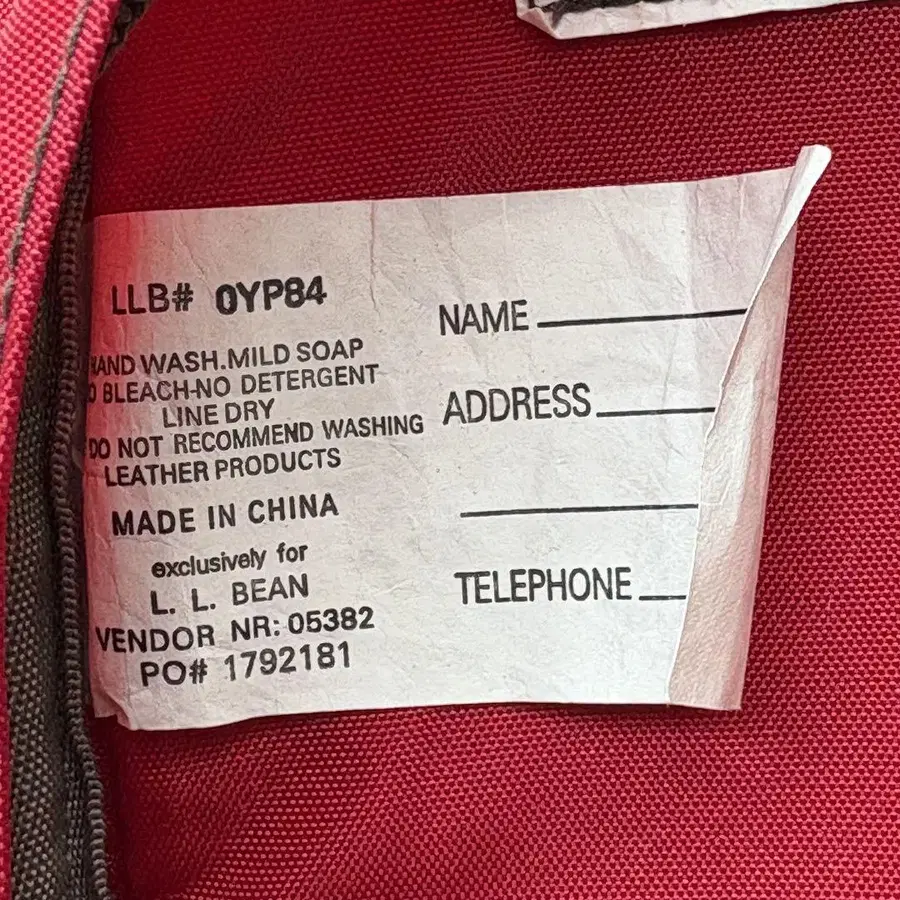 LLB# 0YP84
HAND WASH.MILD SOAP
O BLEACH-NO DETERGENT
LINE DRY
DO NOT RECOMMEND WASHING
LEATHER PRODUCTS
MADE IN CHINA
exclusively for
L. L. BEAN
VENDOR NR: 05382
PO# 1792181
NAME
ADDRESS
TELEPHONE